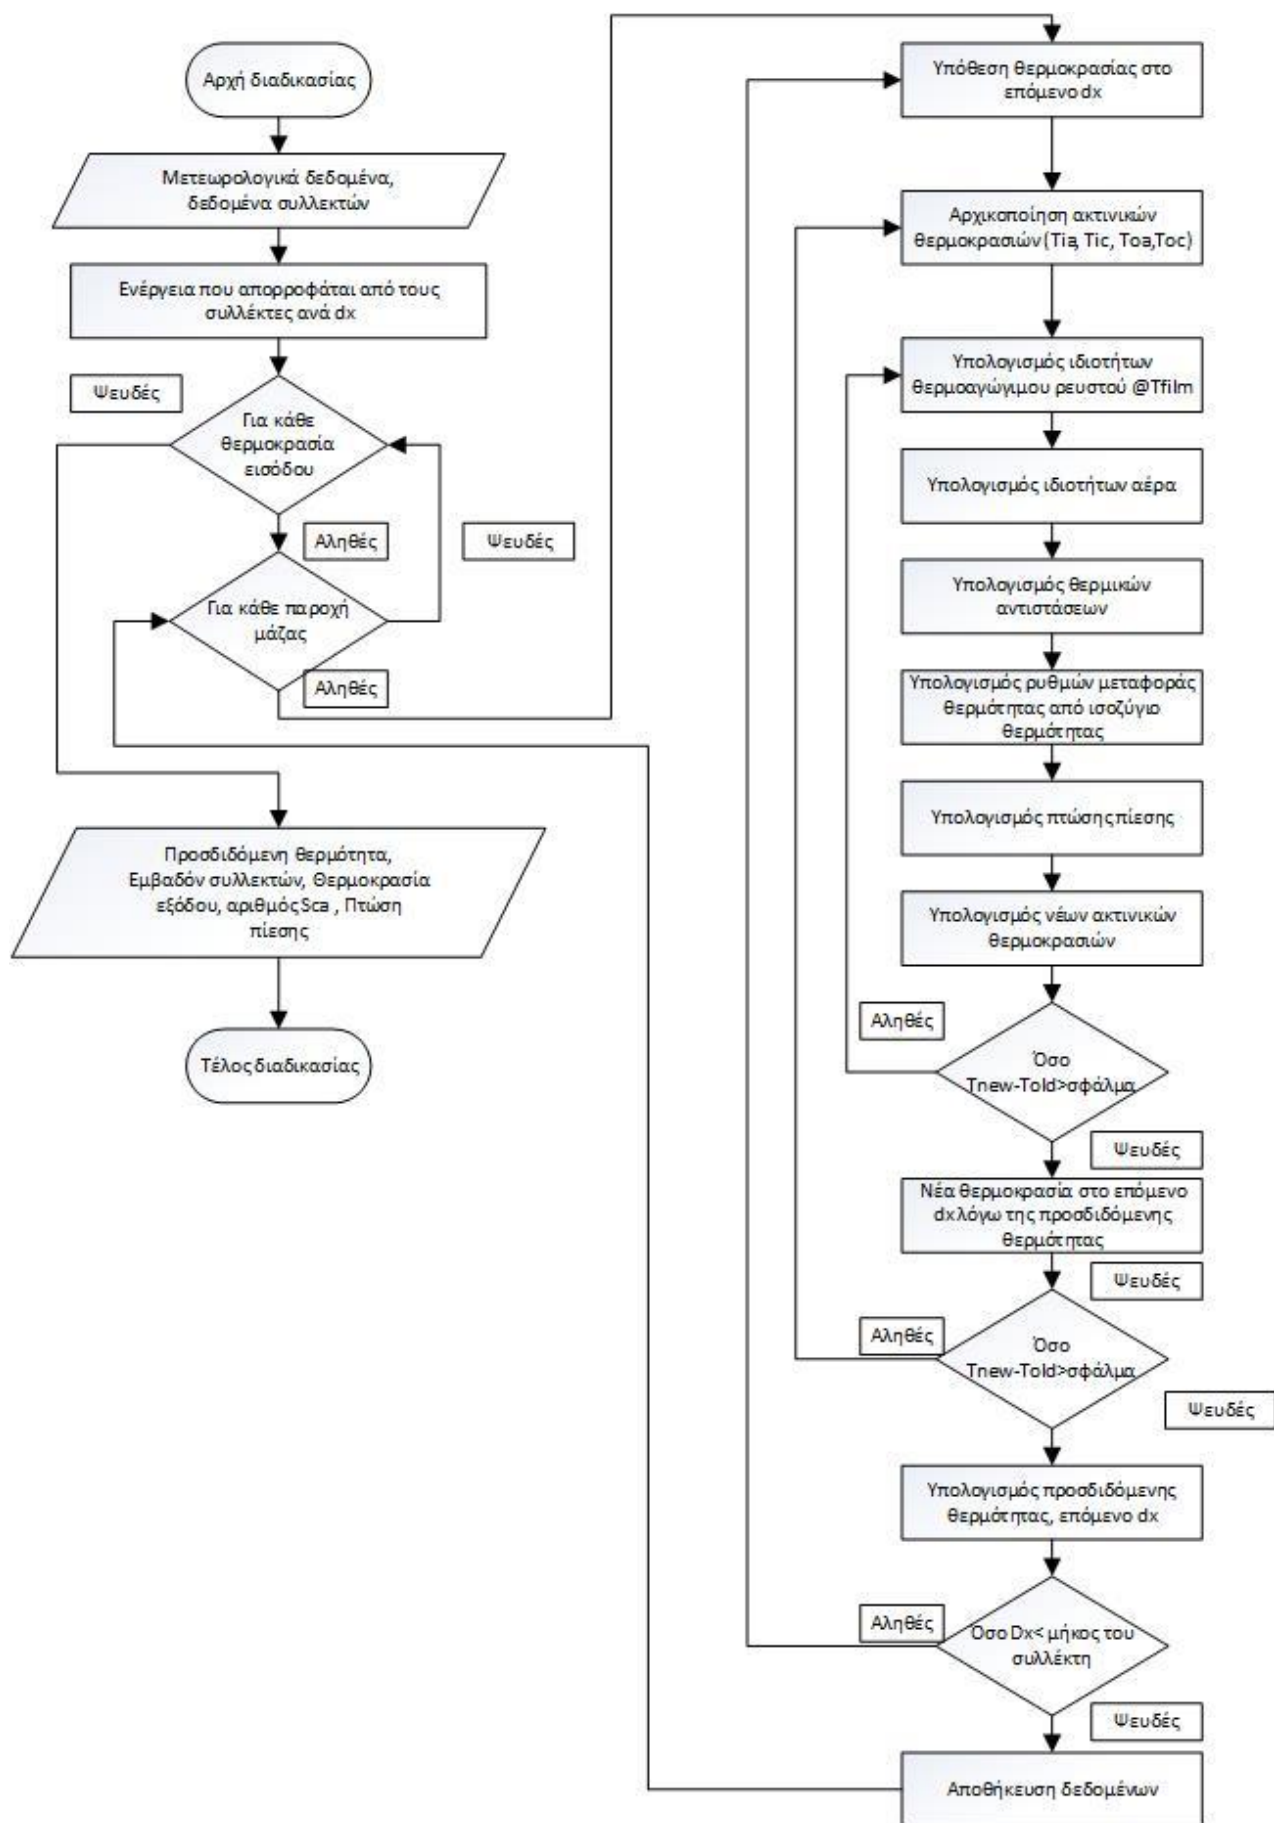 Αρχή διαδικασίας
Μετεωρολογικά δεδομένα,
δεδομένα συλλεκτών
Ενέργεια που απορροφάται από τους
συλλέκτες ανά dx
Ψευδές
Για κάθε
θερμοκρασία
εισόδου
Αληθές
Ψευδές
Για κάθε παροχή
μάζας
Αληθές
Προσδιδόμενη θερμότητα,
Εμβαδόν συλλεκτών, Θερμοκρασία
εξόδου, αριθμός Sca , Πτώση
πίεσης
Τέλος διαδικασίας
Υπόθεση θερμοκρασίας στο
επόμενο dx
Αρχικοποίηση ακτινικών
θερμοκρασιών (Tia, Tic, Toa,Toc)
Υπολογισμός ιδιοτήτων
θερμοαγώγιμου ρευστού @Tfilm
Υπολογισμός ιδιοτήτων αέρα
Υπολογισμός θερμικών
αντιστάσεων
Υπολογισμός ρυθμών μεταφοράς
θερμότητας από ισοζύγιο
θερμότητας
Υπολογισμός πτώσης πίεσης
Υπολογισμός νέων ακτινικών
θερμοκρασιών
Αληθές
Όσο
Tnew-Told>σφάλμα
Ψευδές
Νέα θερμοκρασία στο επόμενο
dx λόγω της προσδιδόμενης
θερμότητας
Ψευδές
Αληθές
Όσο
Tnew-Told>σφάλμα
Ψευδές
Υπολογισμός προσδιδόμενης
θερμότητας, επόμενο dx
Αληθές
Όσο Dx< μήκος του
συλλέκτη
Ψευδές
Αποθήκευση δεδομένων